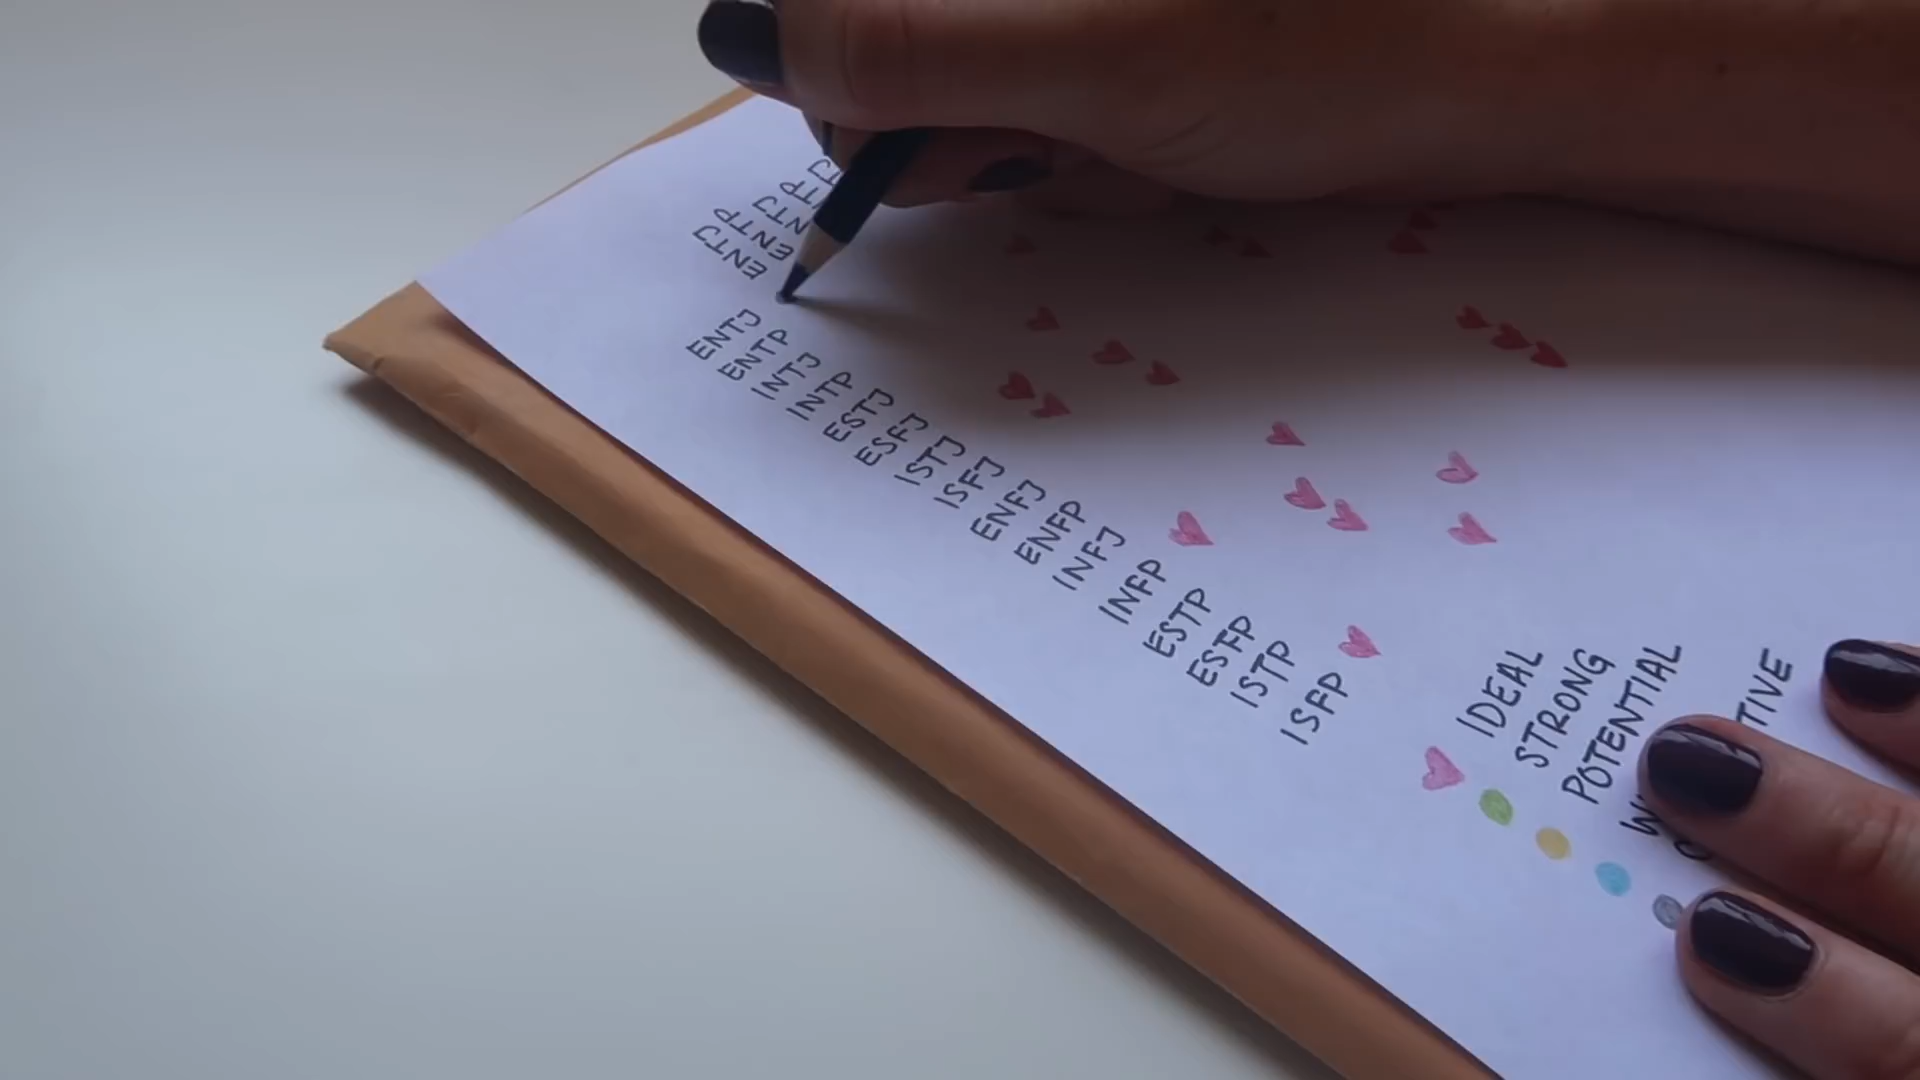 ENTJ
ENTP
ENTJ
ENTP
INTJ
INTP
ESTJ
ESFJ
ISTJ
ISFJ
ENFJ
ENFP
INFJ
INFP
ESTP
ESFP
ISTP
ISFP
IDEAL
STRONG
POTENTIAL